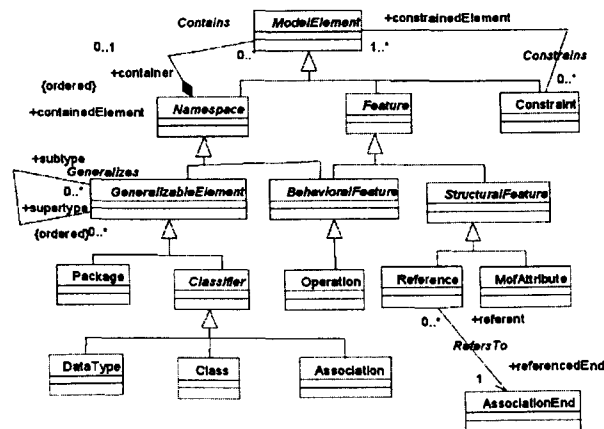 Contains
ModelElement
+constrainedElement
0..1
0..*
1..*
Constrains
+container
0..*
{ordered}
+containedElement
Namespace
Feature
Constraint
+subtype
Generalizes
0..*
GeneralizableElement
BehavioralFeature
StructuralFeature
+supertype
{ordered}
0..*
Package
Classifier
Operation
Reference
MofAttribute
0..*
+referent
RefersTo
+referencedEnd
DataType
Class
Association
1
AssociationEnd